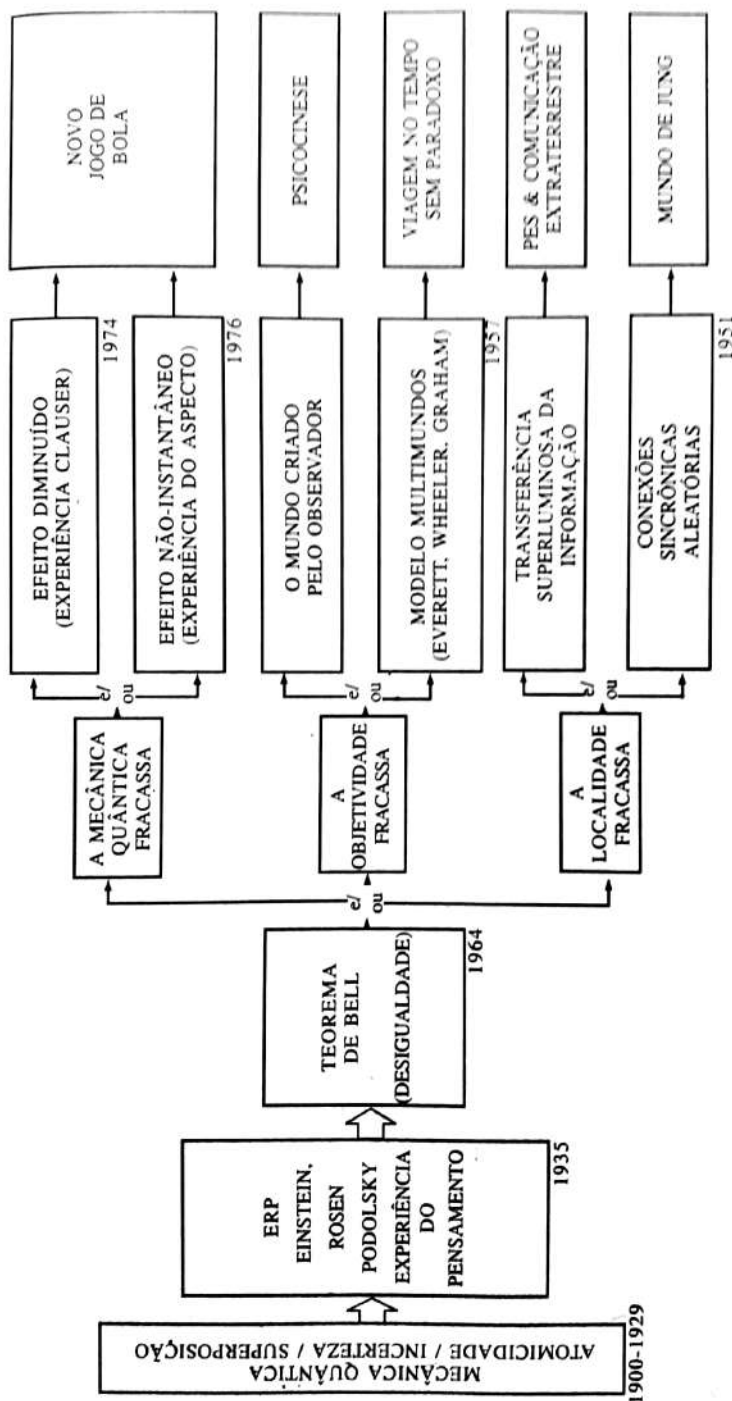 MECÂNICA QUÂNTICA
ATOMICIDADE / INCERTEZA / SUPERPOSIÇÃO
1900-1929
ERP
EINSTEIN,
ROSEN
PODOLSKY
EXPERIÊNCIA
DO
PENSAMENTO
1935
TEOREMA
DE BELL
(DESIGUALDADE)
1964
e/
ou
A MECÂNICA
QUÂNTICA
FRACASSA
e/
ou
EFEITO DIMINUÍDO
(EXPERIÊNCIA CLAUSER)
1974
EFEITO NÃO-INSTANTÂNEO
(EXPERIÊNCIA DO ASPECTO)
1976
NOVO
JOGO DE
BOLA
A
OBJETIVIDADE
FRACASSA
e/
ou
O MUNDO CRIADO
PELO OBSERVADOR
PSICOCINESE
MODELO MULTIMUNDOS
(EVERETT, WHEELER, GRAHAM)
1957
VIAGEM NO TEMPO
SEM PARADOXO
A
LOCALIDADE
FRACASSA
e/
ou
TRANSFERÊNCIA
SUPERLUMINOSA DA
INFORMAÇÃO
PES & COMUNICAÇÃO
EXTRATERRESTRE
CONEXÕES
SINCRÔNICAS
ALEATÓRIAS
1951
MUNDO DE JUNG